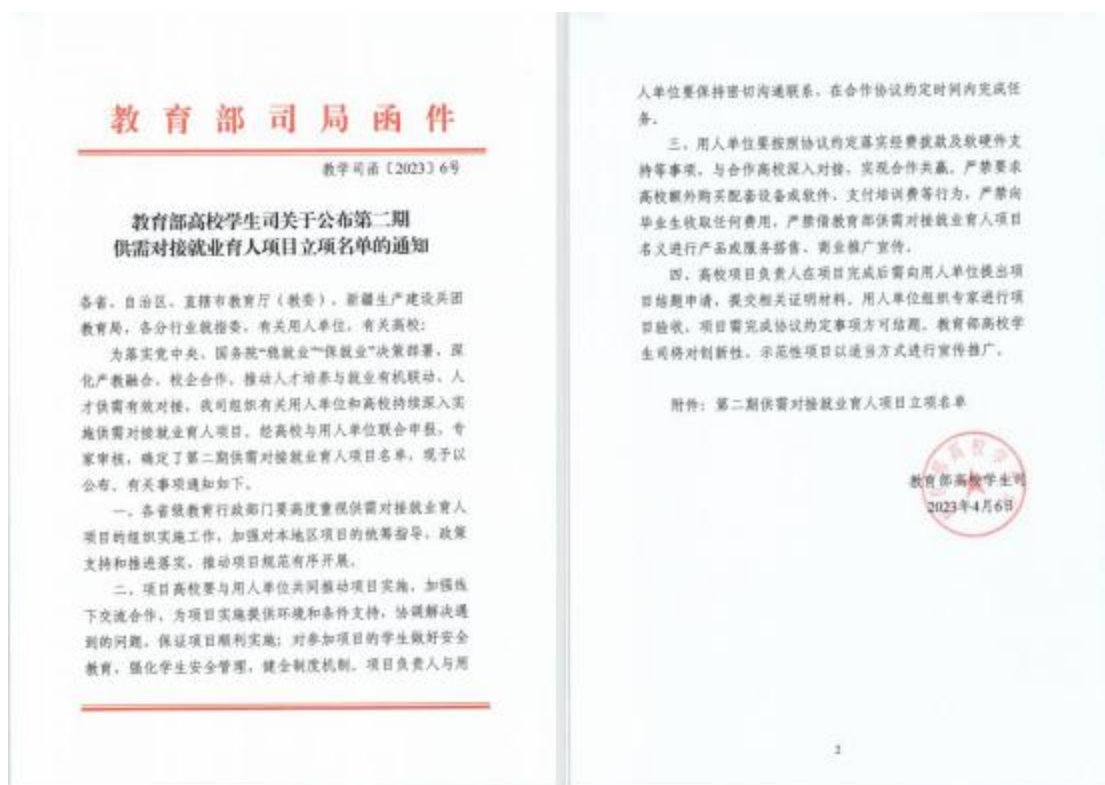 教育部司局函件
教学司函〔2023〕6号
教育部高校学生司关于公布第二期
供需对接就业育人项目立项名单的通知
各省、自治区、直辖市教育厅（教委），新疆生产建设兵团
教育局，各分行业就指委，有关用人单位，有关高校：
为落实党中央、国务院“稳就业”“保就业”决策部署，深
化产教融合、校企合作，推动人才培养与就业有机联动、人
才供需有效对接，我司组织有关用人单位和高校持续深入实
施供需对接就业育人项目。经高校与用人单位联合申报，专
家审核，确定了第二期供需对接就业育人项目名单，现予以
公布。有关事项通知如下。
一、各省级教育行政部门要高度重视供需对接就业育人
项目的组织实施工作，加强对本地区项目的统筹指导、政策
支持和推进落实，推动项目规范有序开展。
二、项目高校要与用人单位共同推动项目实施，加强线
下交流合作，为项目实施提供环境和条件支持，协调解决遇
到的问题，保证项目顺利实施；对参加项目的学生做好安全
教育，强化学生安全管理，健全制度机制。项目负责人与用
人单位要保持密切沟通联系，在合作协议约定时间内完成任
务。
三、用人单位要按照协议约定落实经费拨款及软硬件支
持等事项，与合作高校深入对接，实现合作共赢。严禁要求
高校额外购买配套设备或软件、支付培训费等行为，严禁向
毕业生收取任何费用，严禁借教育部供需对接就业育人项目
名义进行产品或服务搭售、商业推广宣传。
四、高校项目负责人在项目完成后需向用人单位提出项
目结题申请，提交相关证明材料。用人单位组织专家进行项
目验收，项目需完成协议约定事项方可结题。教育部高校学
生司将对创新性、示范性项目以适当方式进行宣传推广。
附件：第二期供需对接就业育人项目立项名单
教育部高校学生司
2023年4月6日
2